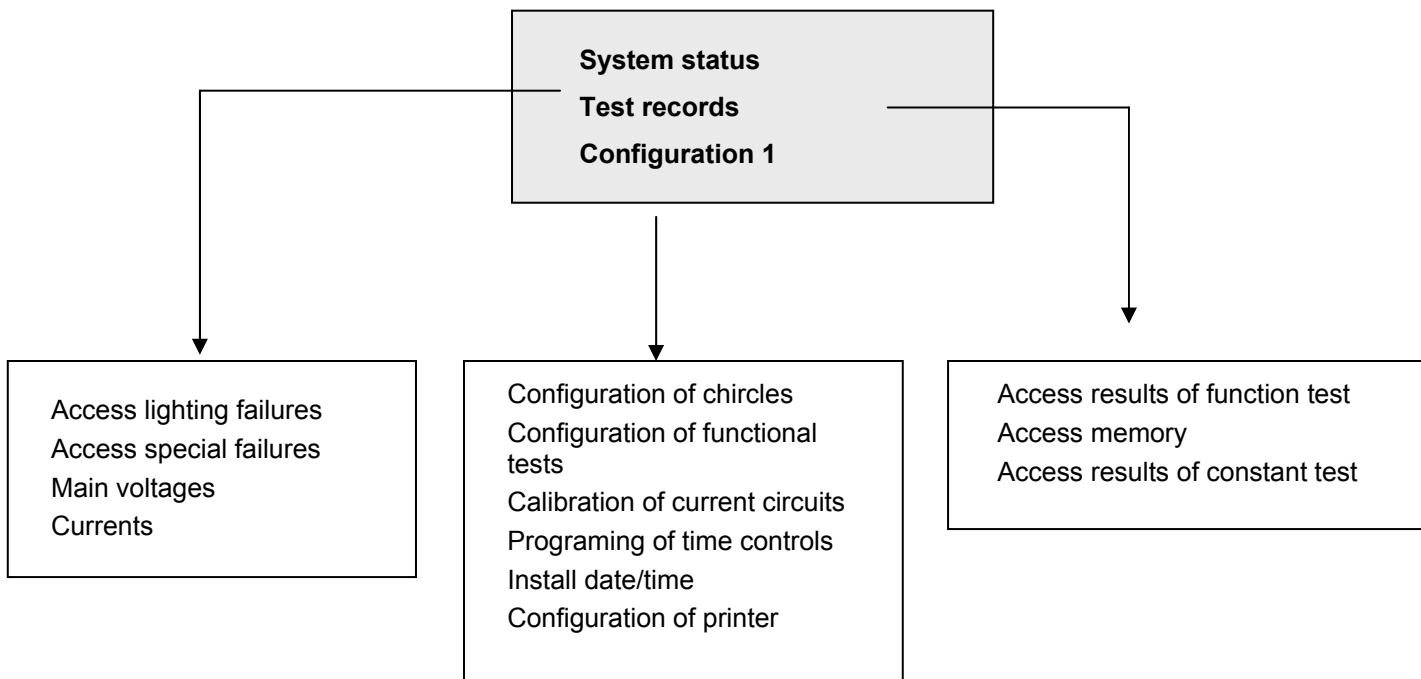 System status
Test records
Configuration 1
Access lighting failures
Access special failures
Main voltages
Currents
Configuration of chircles
Configuration of functional
tests
Calibration of current circuits
Programing of time controls
Install date/time
Configuration of printer
Access results of function test
Access memory
Access results of constant test